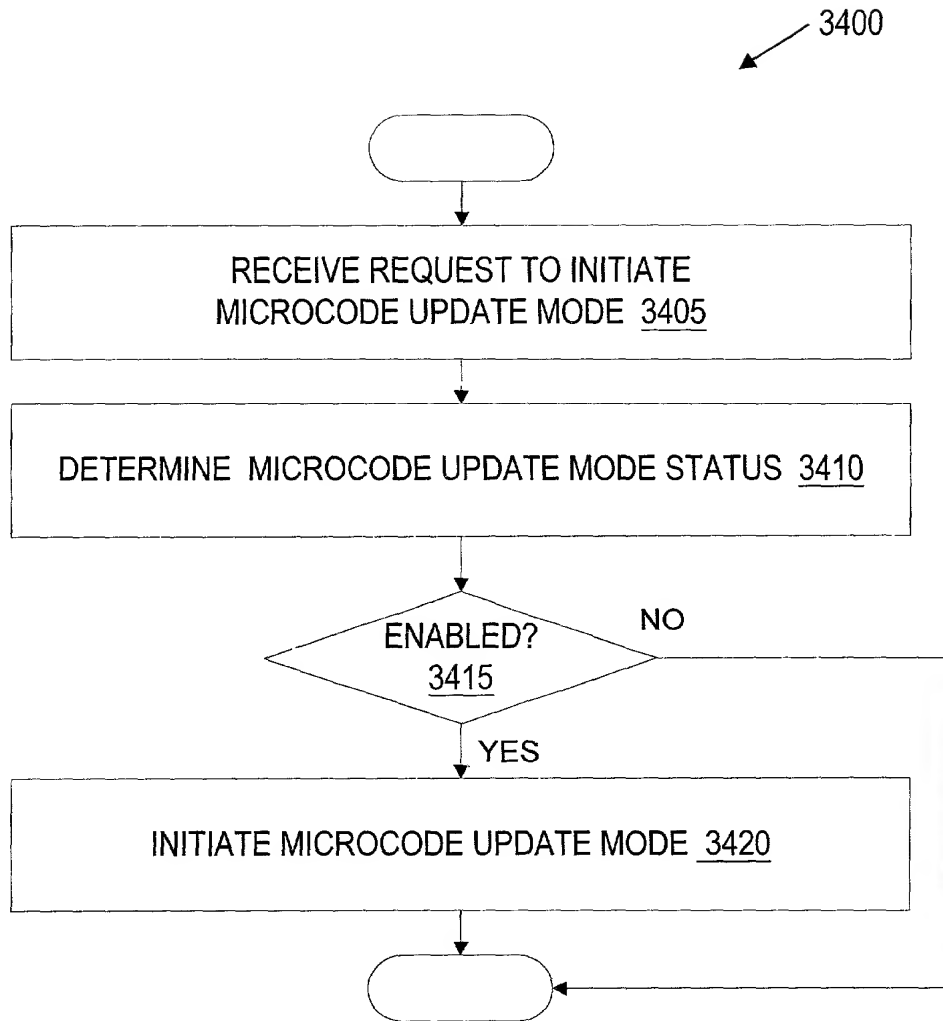 3400
RECEIVE REQUEST TO INITIATE
MICROCODE UPDATE MODE 3405
DETERMINE MICROCODE UPDATE MODE STATUS 3410
ENABLED?
3415
NO
YES
INITIATE MICROCODE UPDATE MODE 3420